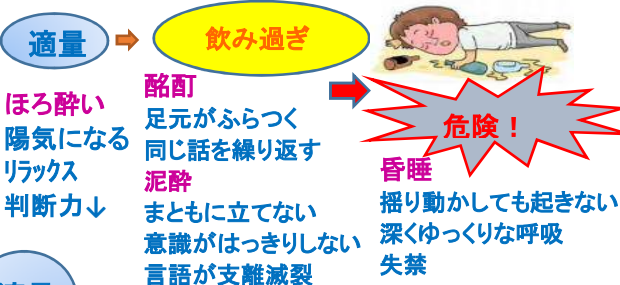 適量
飲み過ぎ
ほろ酔い
陽気になる
リラックス
判断力↓
酩酊
足元がふらつく
同じ話を繰り返す
泥酔
まともに立てない
意識がはっきりしない
言語が支離滅裂
危険！
昏睡
揺り動かしても起きない
深くゆっくりな呼吸
失禁